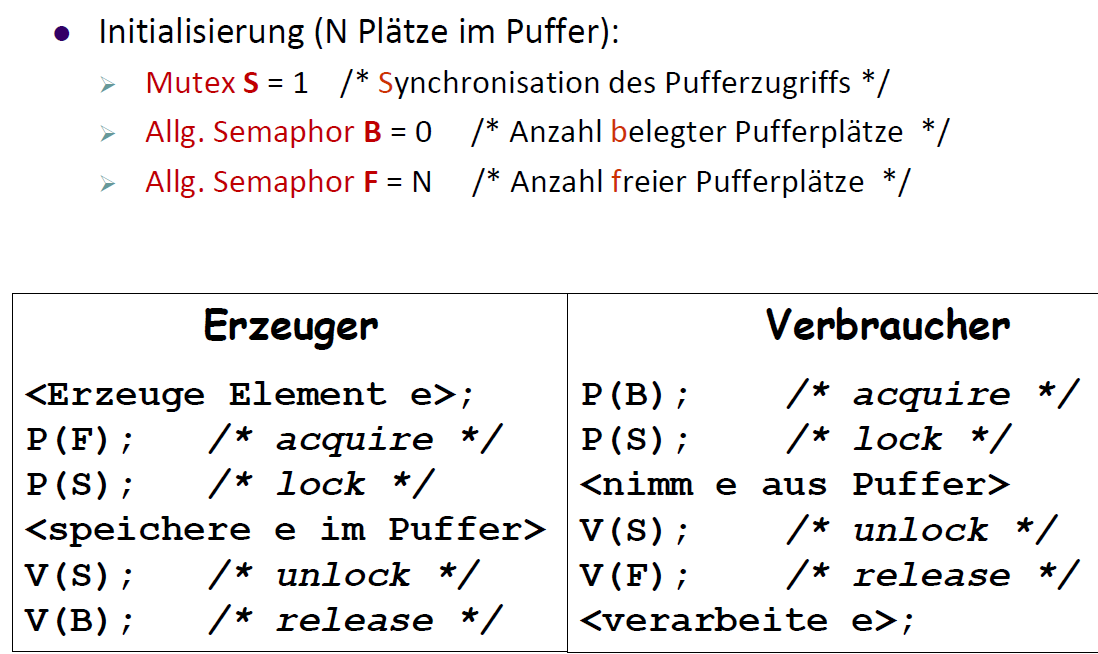 ● Initialisierung (N Plätze im Puffer):
➢ Mutex S = 1 /* Synchronisation des Pufferzugriffs */
➢ Allg. Semaphor B = 0 /* Anzahl belegter Pufferplätze */
➢ Allg. Semaphor F = N /* Anzahl freier Pufferplätze */
Erzeuger
<Erzeuge Element e>;
P(F); /* acquire */
P(S); /* lock */
<speichere e im Puffer>
V(S); /* unlock */
V(B); /* release */
Verbraucher
P(B); /* acquire */
P(S); /* lock */
<nimm e aus Puffer>
V(S); /* unlock */
V(F); /* release */
<verarbeite e>;